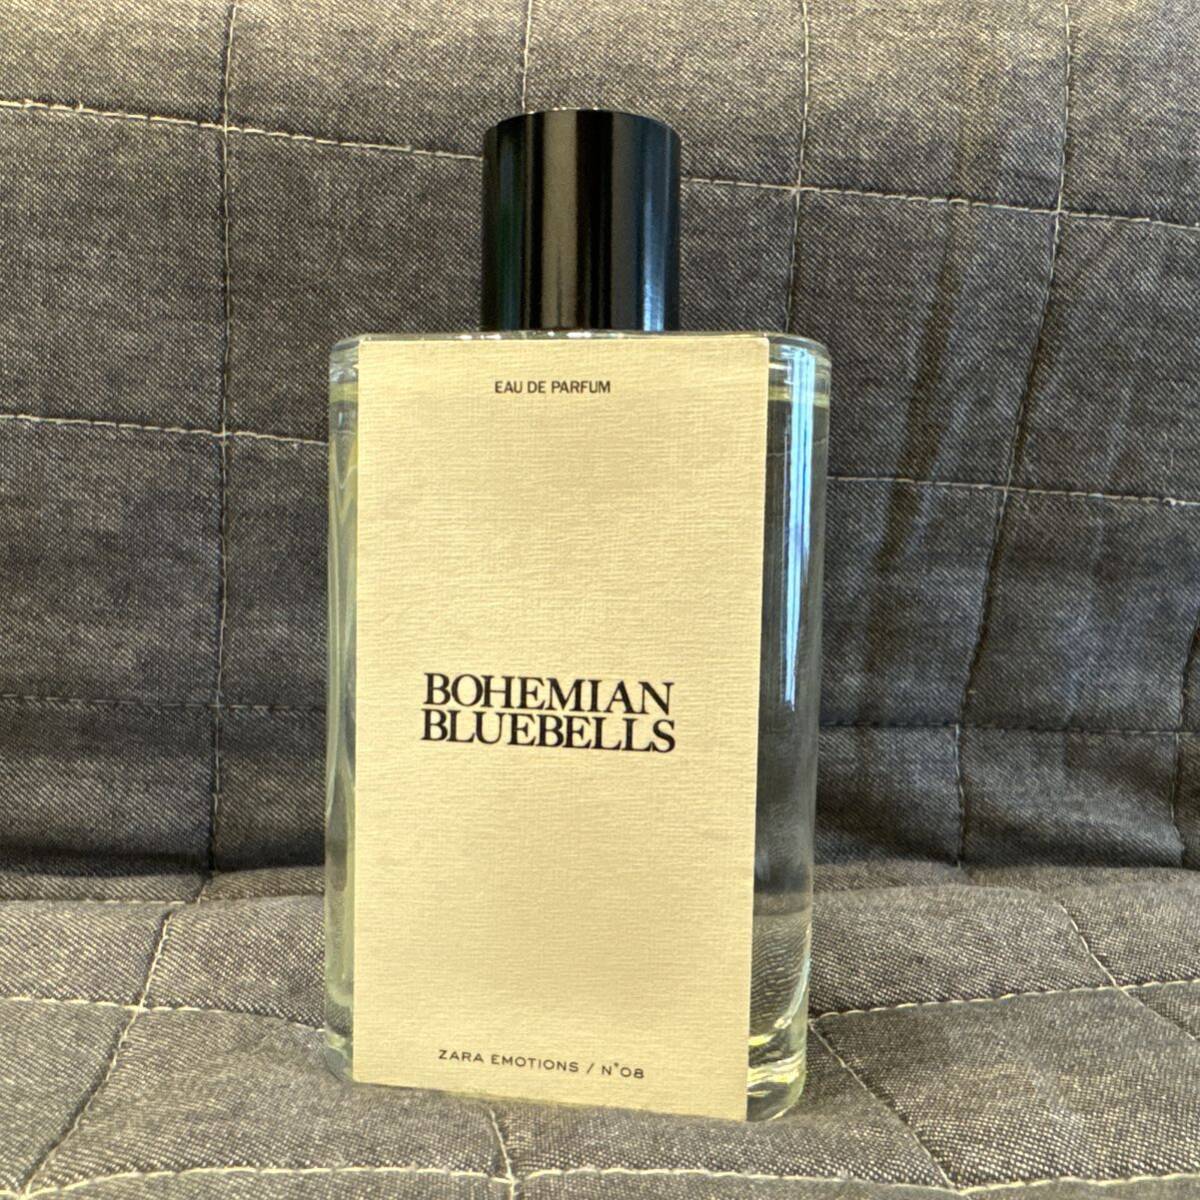 EAU DE PARFUM
BOHEMIAN
BLUEBELLS
ZARA EMOTIONS / N°08